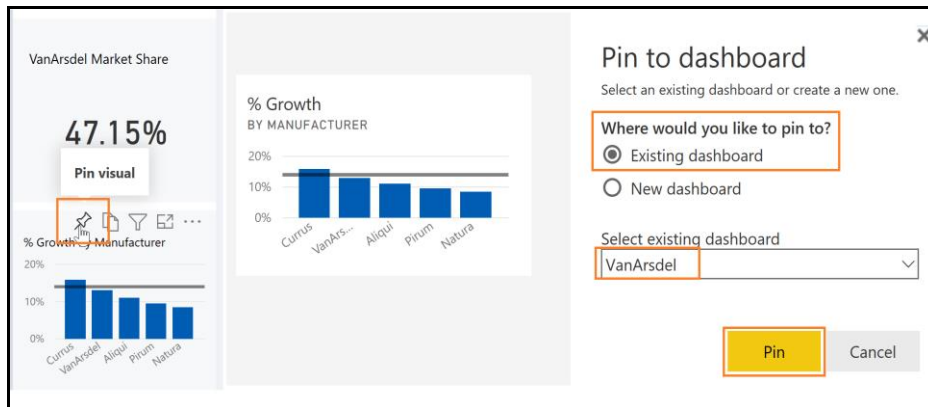 VanArsdel Market Share
47.15%
Pin visual
% Growth by Manufacturer
20%
10%
0%
Currus
VanArsdel
Aliqui
Pirum
Natura
% Growth
BY MANUFACTURER
20%
10%
0%
Currus
VanArs...
Aliqui
Pirum
Natura
Pin to dashboard
Select an existing dashboard or create a new one.
Where would you like to pin to?
Existing dashboard
New dashboard
Select existing dashboard
VanArsdel
Pin Cancel